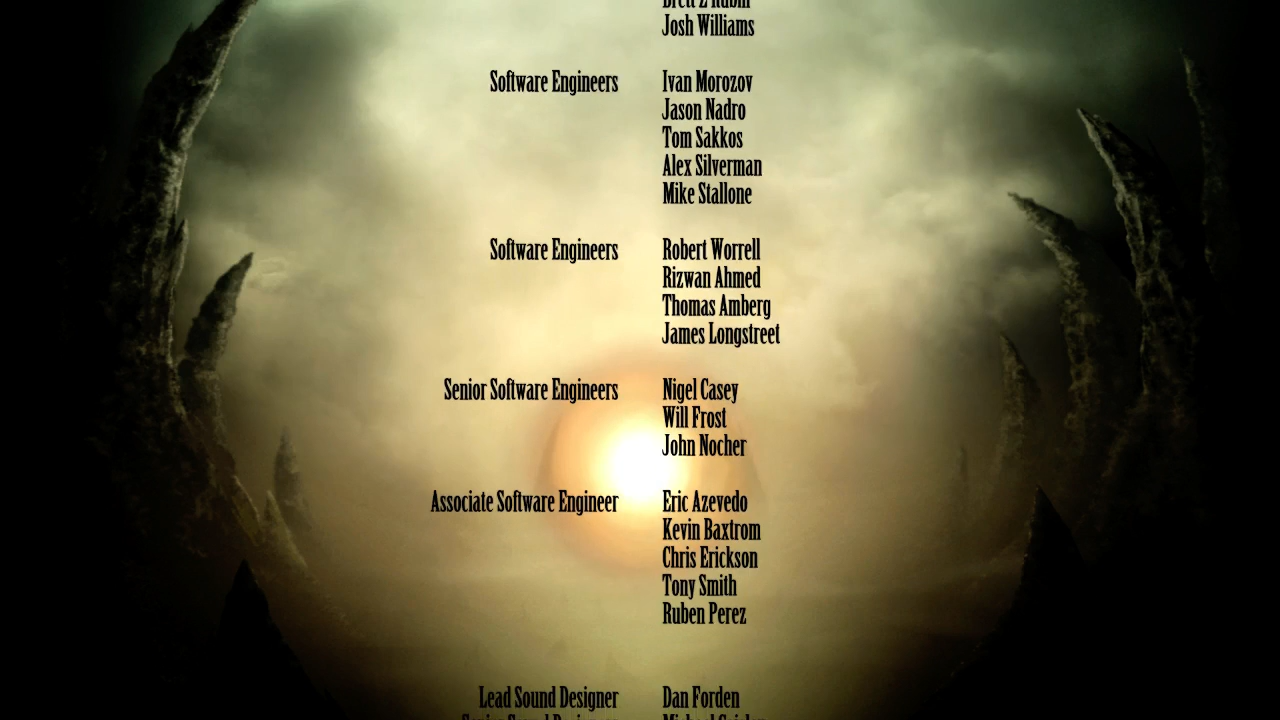 Josh Williams
Software Engineers Ivan Morozov
Jason Nadro
Tom Sakkos
Alex Silverman
Mike Stallone
Software Engineers Robert Worrell
Rizwan Ahmed
Thomas Amberg
James Longstreet
Senior Software Engineers Nigel Casey
Will Frost
John Nocher
Associate Software Engineer Eric Azevedo
Kevin Baxtrom
Chris Erickson
Tony Smith
Ruben Perez
Lead Sound Designer Dan Forden